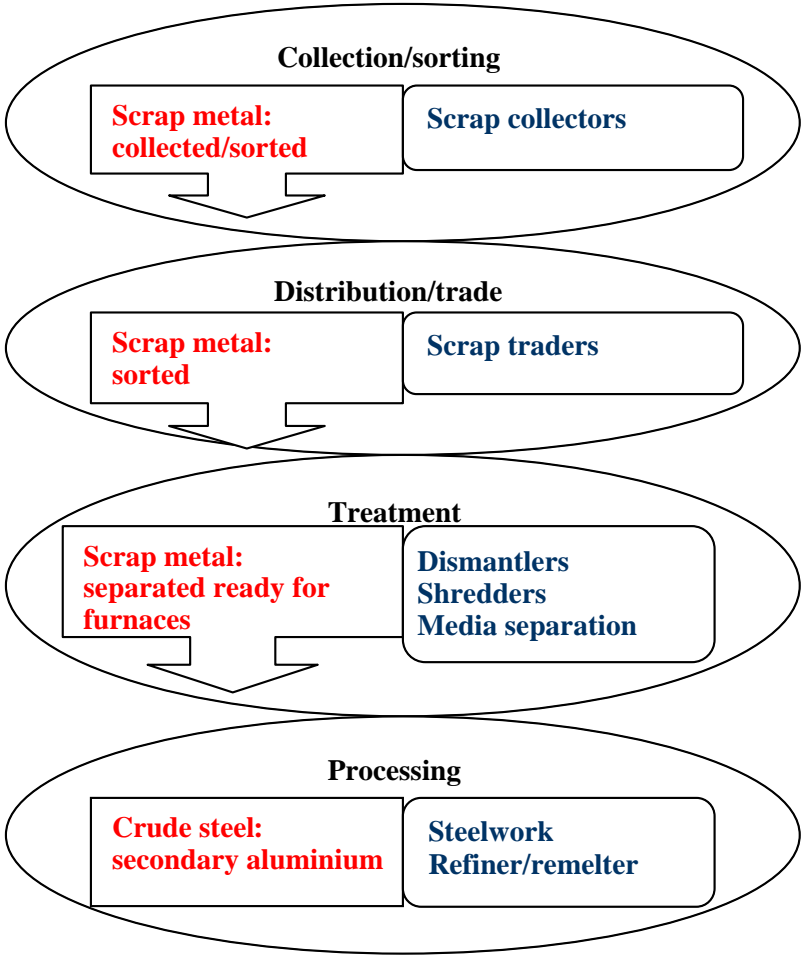 Collection/sorting
Scrap metal:
collected/sorted
Scrap collectors
Distribution/trade
Scrap metal:
sorted
Scrap traders
Treatment
Scrap metal:
separated ready for
furnaces
Dismantlers
Shredders
Media separation
Processing
Crude steel:
secondary aluminium
Steelwork
Refiner/remelter